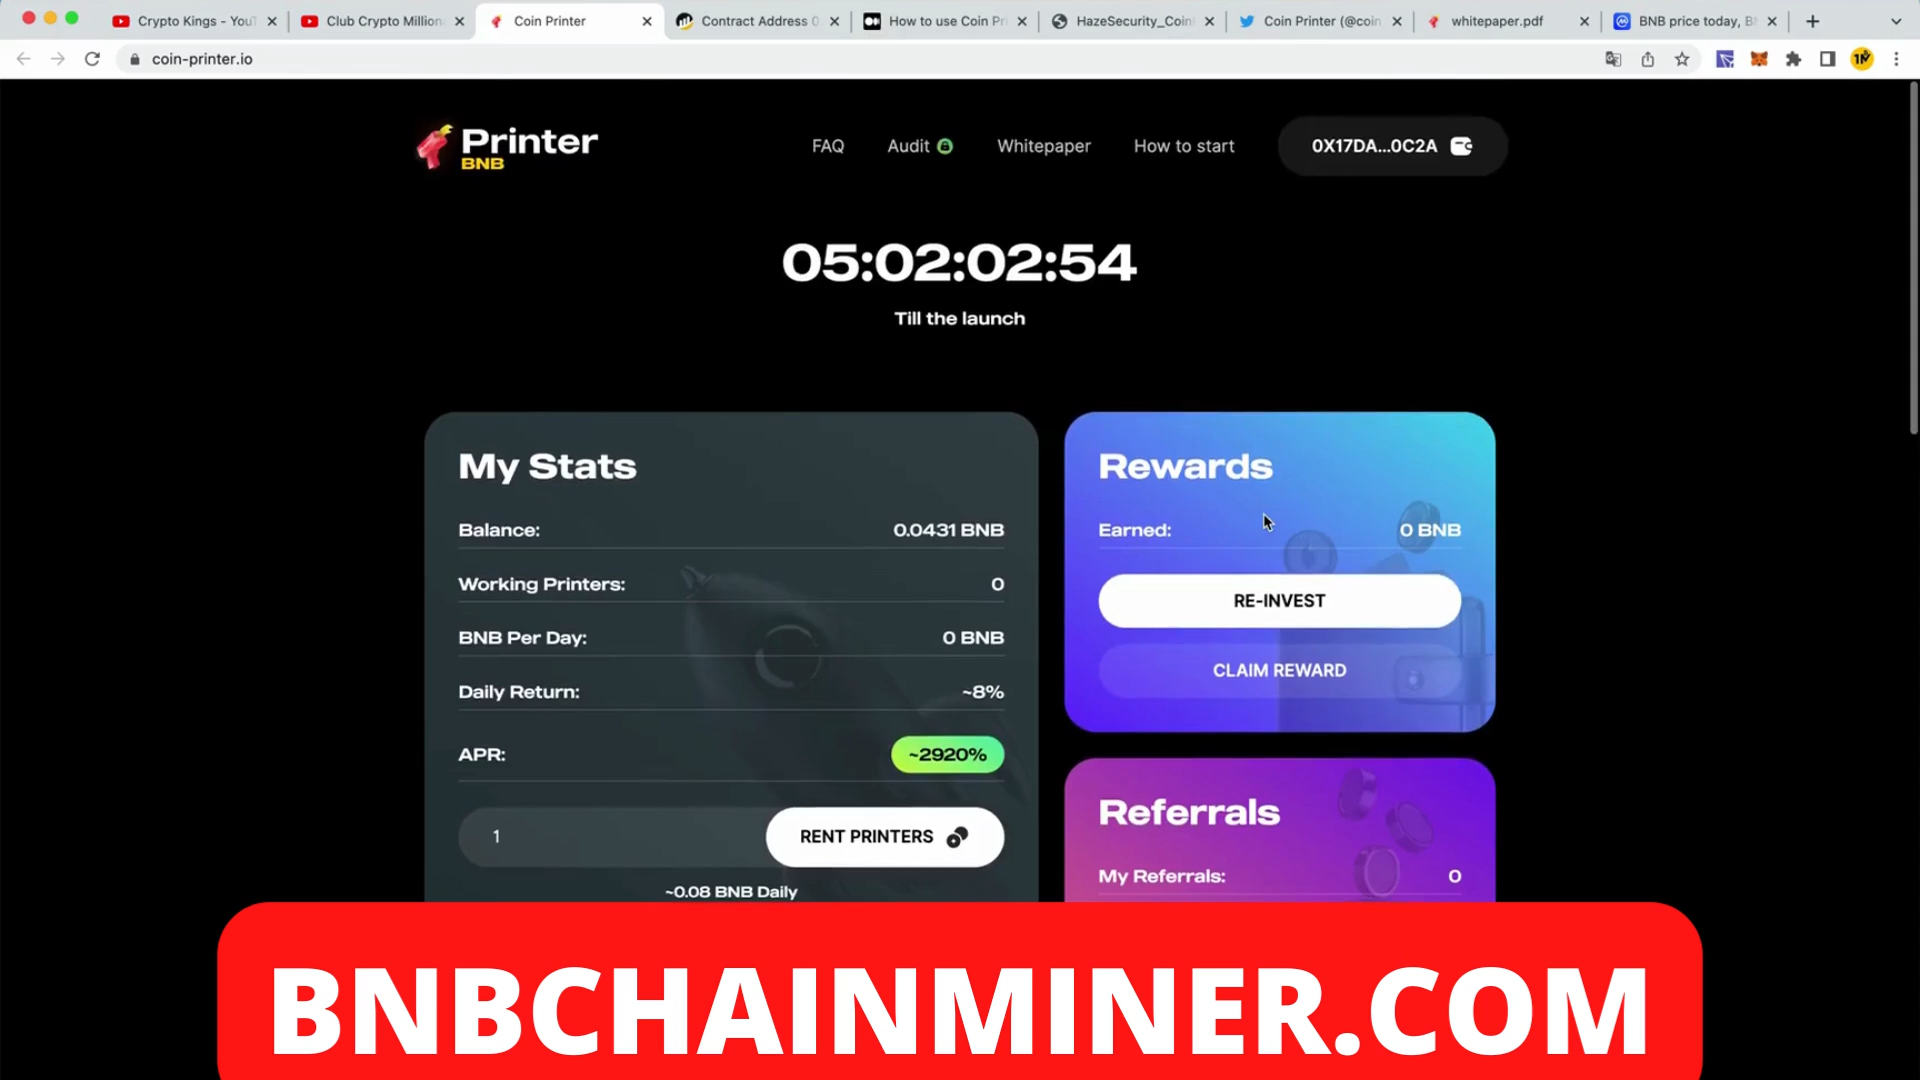 Crypto Kings - YouT
Club Crypto Million
Coin Printer
Contract Address 0
How to use Coin Pri
HazeSecurity_Coin
Coin Printer (@coin
whitepaper.pdf
BNB price today, B
coin-printer.io
Printer
BNB
FAQ
Audit
Whitepaper
How to start
0X17DA...0C2A
05:02:02:54
Till the launch
My Stats
Balance: 0.0431 BNB
Working Printers: 0
BNB Per Day: 0 BNB
Daily Return: ~8%
APR: ~2920%
1
RENT PRINTERS
~0.08 BNB Daily
Rewards
Earned: 0 BNB
RE-INVEST
CLAIM REWARD
Referrals
My Referrals: 0
BNBCHAINMINER.COM